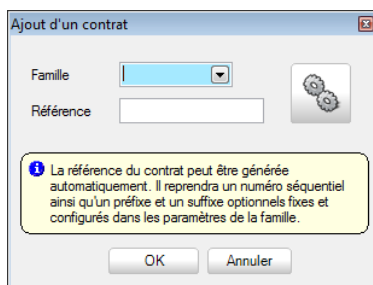 Ajout d'un contrat
Famille
Référence
La référence du contrat peut être générée
automatiquement. Il reprendra un numéro séquentiel
ainsi qu'un préfixe et un suffixe optionnels fixes et
configurés dans les paramètres de la famille.
OK Annuler